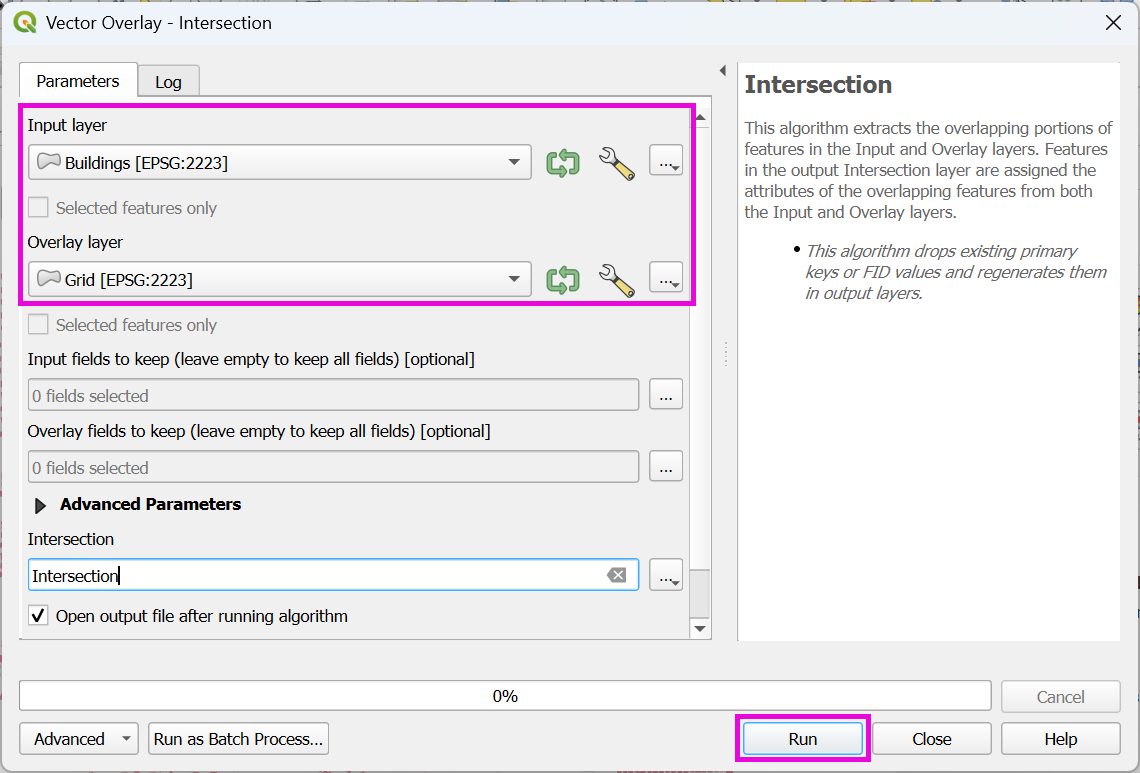 Vector Overlay - Intersection
Parameters
Log
Input layer
Buildings [EPSG:2223]
...
Selected features only
Overlay layer
Grid [EPSG:2223]
...
Selected features only
Input fields to keep (leave empty to keep all fields) [optional]
0 fields selected
...
Overlay fields to keep (leave empty to keep all fields) [optional]
0 fields selected
...
Advanced Parameters
Intersection
Intersection
...
Open output file after running algorithm
Intersection
This algorithm extracts the overlapping portions of
features in the Input and Overlay layers. Features
in the output Intersection layer are assigned the
attributes of the overlapping features from both
the Input and Overlay layers.
• This algorithm drops existing primary
keys or FID values and regenerates them
in output layers.
0%
Cancel
Advanced
Run as Batch Process...
Run
Close
Help